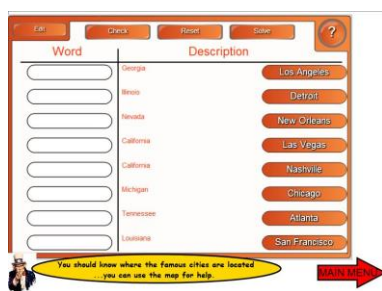 Edit Check Reset Solve ?
Word Description
Georgia
Los Angeles
Illinois
Detroit
Nevada
New Orleans
California
Las Vegas
California
Nashville
Michigan
Chicago
Tennessee
Atlanta
Louisiana
San Francisco
You should know where the famous cities are located
...you can use the map for help.
MAIN MENU